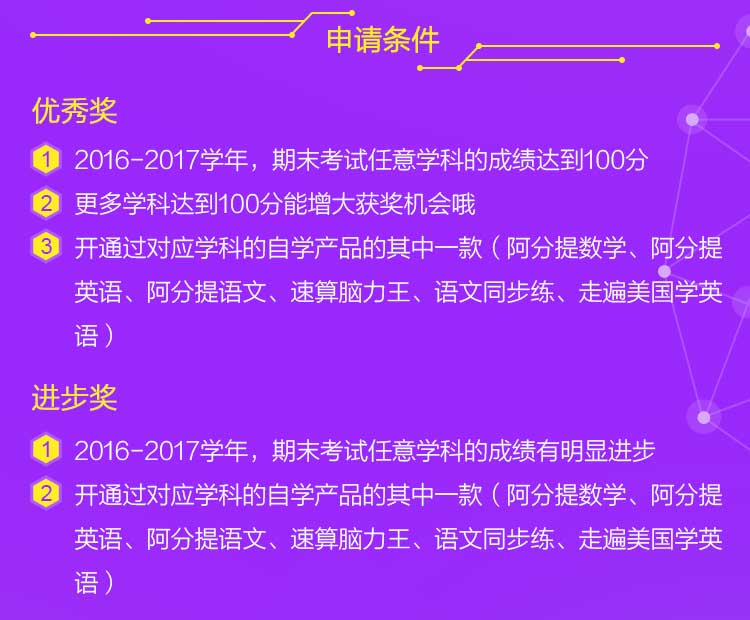 申请条件
优秀奖
1 2016-2017学年，期末考试任意学科的成绩达到100分
2 更多学科达到100分能增大获奖机会哦
3 开通过对应学科的自学产品的其中一款（阿分提数学、阿分提
英语、阿分提语文、速算脑力王、语文同步练、走遍美国学英
语）
进步奖
1 2016-2017学年，期末考试任意学科的成绩有明显进步
2 开通过对应学科的自学产品的其中一款（阿分提数学、阿分提
英语、阿分提语文、速算脑力王、语文同步练、走遍美国学英
语）